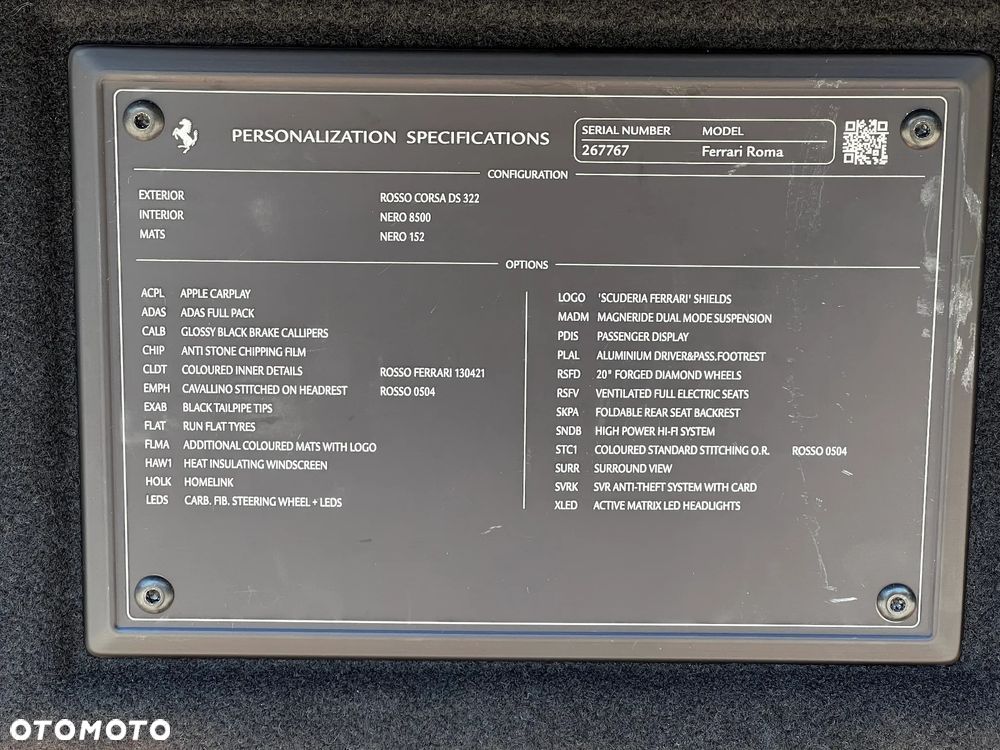 PERSONALIZATION SPECIFICATIONS
SERIAL NUMBER MODEL
267767 Ferrari Roma
CONFIGURATION
EXTERIOR ROSSO CORSA DS 322
INTERIOR NERO 8500
MATS NERO 152
OPTIONS
ACPL APPLE CARPLAY
ADAS ADAS FULL PACK
CALB GLOSSY BLACK BRAKE CALLIPERS
CHIP ANTI STONE CHIPPING FILM
CLDT COLOURED INNER DETAILS ROSSO FERRARI 130421
EMPH CAVALLINO STITCHED ON HEADREST ROSSO 0504
EXAB BLACK TAILPIPE TIPS
FLAT RUN FLAT TYRES
FLMA ADDITIONAL COLOURED MATS WITH LOGO
HAW1 HEAT INSULATING WINDSCREEN
HOLK HOMELINK
LEDS CARB. FIB. STEERING WHEEL + LEDS
LOGO 'SCUDERIA FERRARI' SHIELDS
MADM MAGNERIDE DUAL MODE SUSPENSION
PDIS PASSENGER DISPLAY
PLAL ALUMINIUM DRIVER&PASS.FOOTREST
RSFD 20" FORGED DIAMOND WHEELS
RSFV VENTILATED FULL ELECTRIC SEATS
SKPA FOLDABLE REAR SEAT BACKREST
SNDB HIGH POWER HI-FI SYSTEM
STC1 COLOURED STANDARD STITCHING O.R. ROSSO 0504
SURR SURROUND VIEW
SVRK SVR ANTI-THEFT SYSTEM WITH CARD
XLED ACTIVE MATRIX LED HEADLIGHTS
OTOMOTO